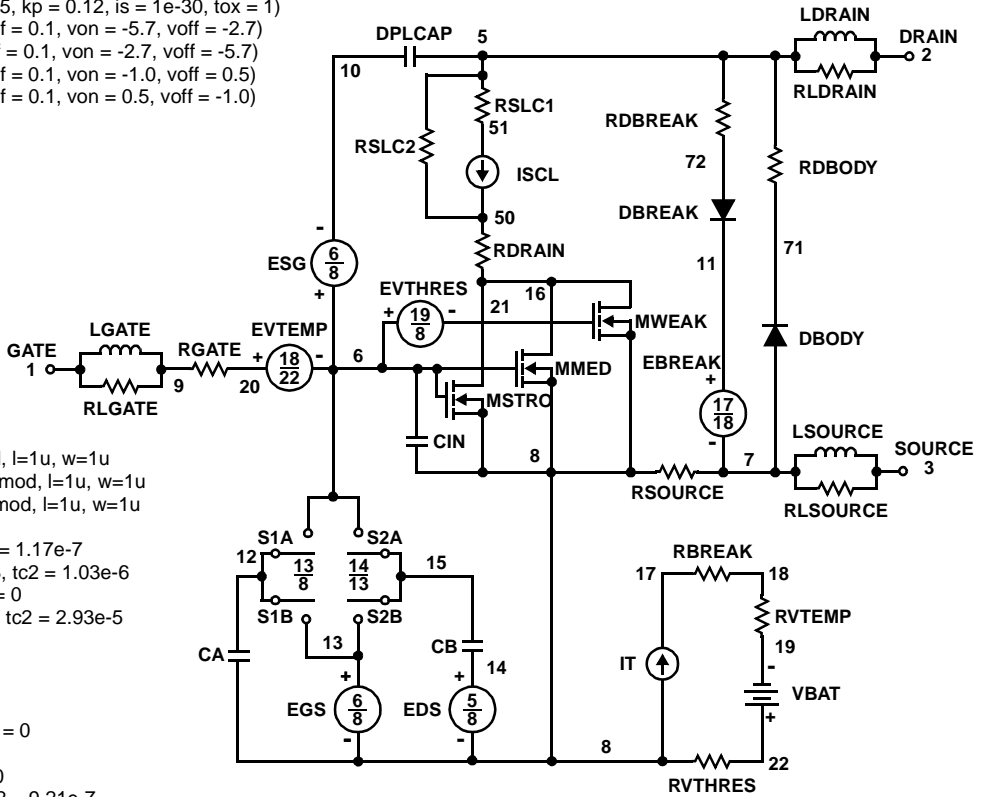 5, kp = 0.12, is = 1e-30, tox = 1)
f = 0.1, von = -5.7, voff = -2.7)
= 0.1, von = -2.7, voff = -5.7)
f = 0.1, von = -1.0, voff = 0.5)
f = 0.1, von = 0.5, voff = -1.0)
LDRAIN
DPLCAP
5
DRAIN
2
10
RLDRAIN
RSLC1
51
RDBREAK
RSLC2
72
RDBODY
ISCL
DBREAK
50
-
RDRAIN
71
ESG
6
8
11
+
EVTHRES
16
21
+
19
8
-
MWEAK
LGATE
EVTEMP
GATE
1
RGATE
+
18
22
-
6
EBREAK
DBODY
MMED
+
9
20
MSTRO
17
18
RLGATE
-
CIN
LSOURCE
8
7
SOURCE
3
, l=1u, w=1u
mod, l=1u, w=1u
mod, l=1u, w=1u
RSOURCE
RLSOURCE
S1A
S2A
= 1.17e-7
12
13
8
14
13
15
RBREAK
17
18
, tc2 = 1.03e-6
= 0
tc2 = 2.93e-5
S1B
S2B
RVTEMP
13
CB
19
CA
14
IT
-
+
+
VBAT
EGS
6
8
EDS
5
8
+
= 0
-
-
8
22
RVTHRES